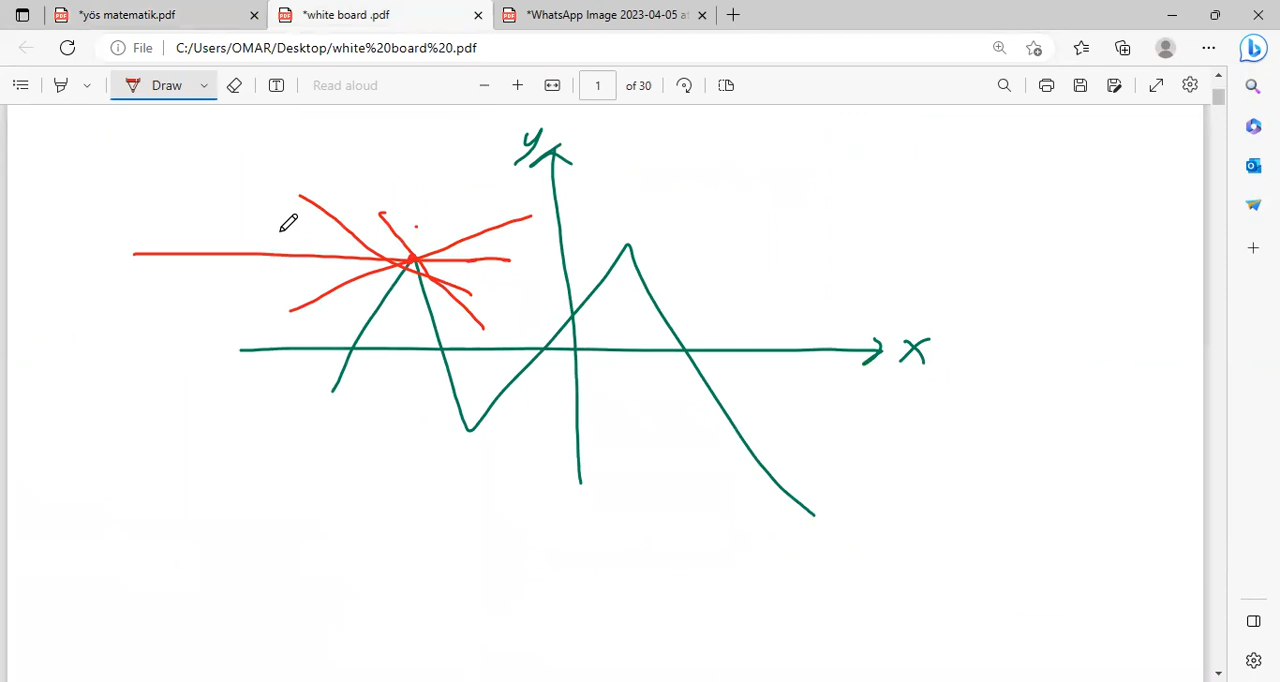 *yös matematik.pdf
*white board .pdf
*WhatsApp Image 2023-04-05 at
File
C:/Users/OMAR/Desktop/white%20board%20.pdf
Draw
Read aloud
1
of 30
y
x